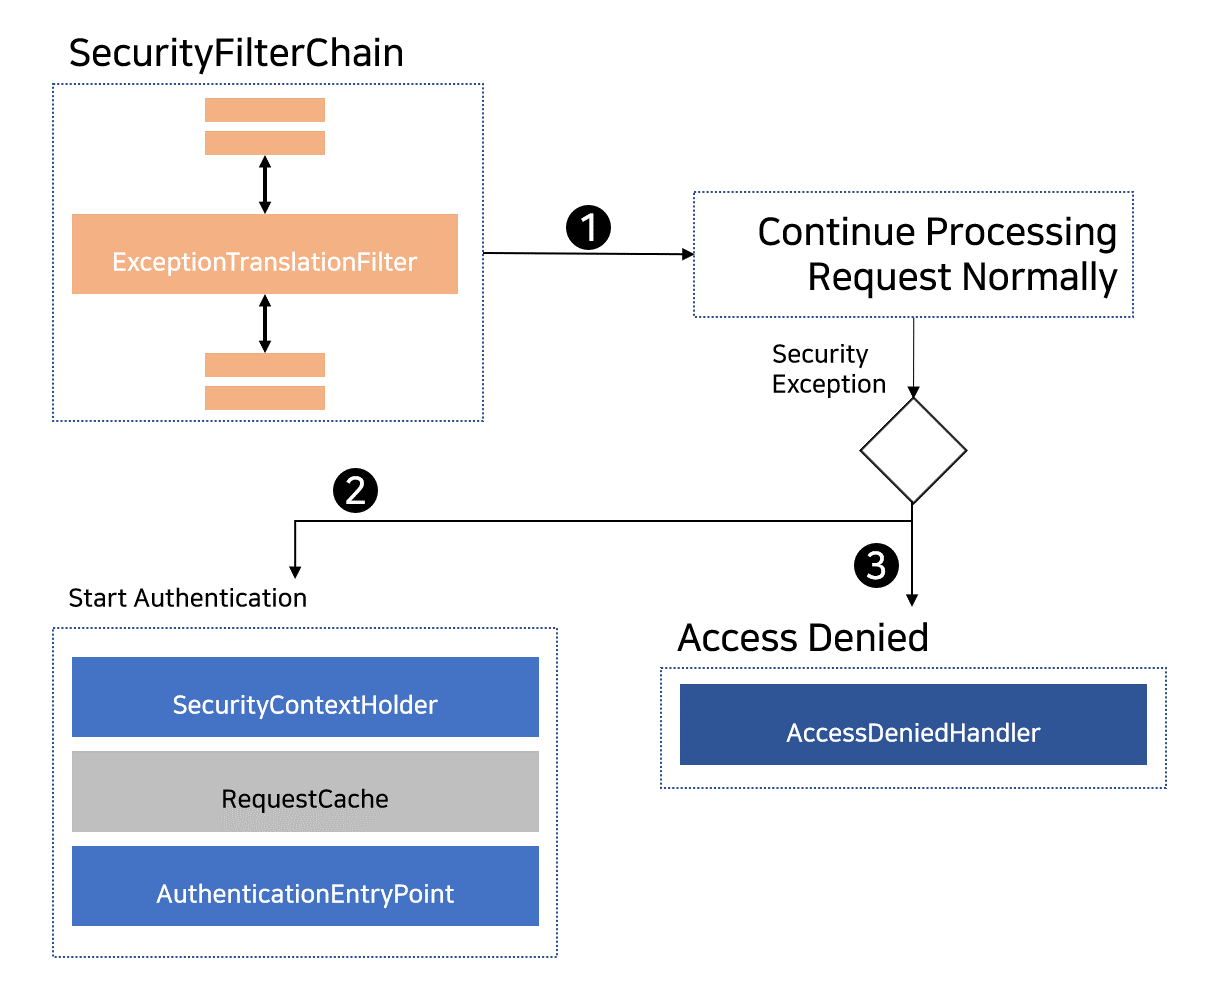 SecurityFilterChain
ExceptionTranslationFilter
1
Continue Processing
Request Normally
Security
Exception
2
3
Start Authentication
SecurityContextHolder
RequestCache
AuthenticationEntryPoint
Access Denied
AccessDeniedHandler